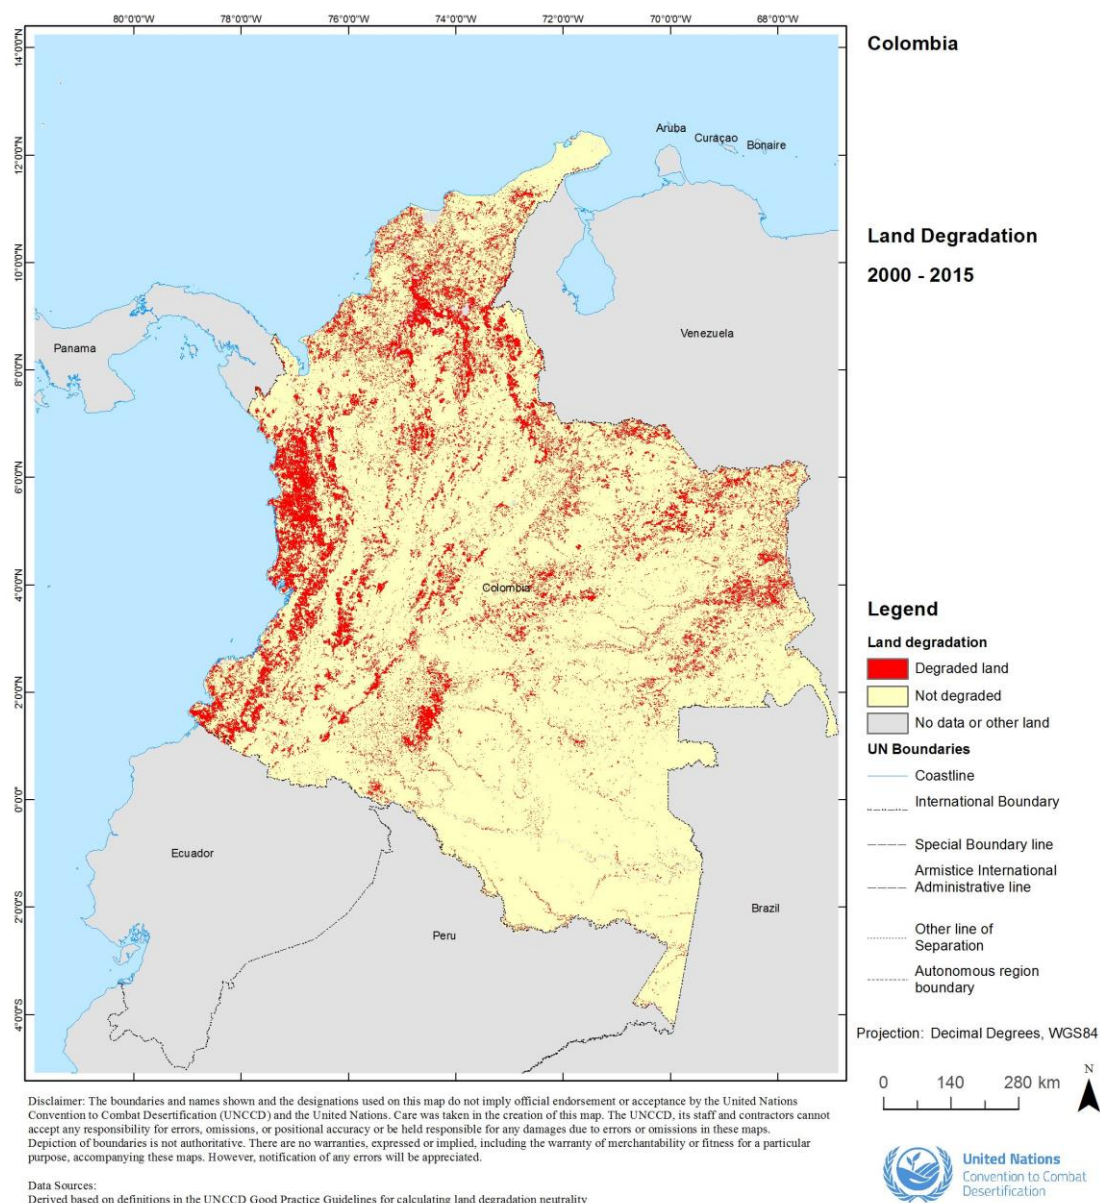 80°0'0"W 78°0'0"W 76°0'0"W 74°0'0"W 72°0'0"W 70°0'0"W 68°0'0"W
14°0'0"N
12°0'0"N
10°0'0"N
8°0'0"N
6°0'0"N
4°0'0"N
2°0'0"N
0°0'0"
2°0'0"S
4°0'0"S
Aruba
Curaçao
Bonaire
Panama
Venezuela
Colombia
Ecuador
Peru
Brazil
Colombia
Land Degradation
2000 - 2015
Legend
Land degradation
Degraded land
Not degraded
No data or other land
UN Boundaries
Coastline
International Boundary
Special Boundary line
Armistice International
Administrative line
Other line of
Separation
Autonomous region
boundary
Projection: Decimal Degrees, WGS84
0 140 280 km
N
United Nations
Convention to Combat
Desertification
Disclaimer: The boundaries and names shown and the designations used on this map do not imply official endorsement or acceptance by the United Nations
Convention to Combat Desertification (UNCCD) and the United Nations. Care was taken in the creation of this map. The UNCCD, its staff and contractors cannot
accept any responsibility for errors, omissions, or positional accuracy or be held responsible for any damages due to errors or omissions in these maps.
Depiction of boundaries is not authoritative. There are no warranties, expressed or implied, including the warranty of merchantability or fitness for a particular
purpose, accompanying these maps. However, notification of any errors will be appreciated.
Data Sources:
Derived based on definitions in the UNCCD Good Practice Guidelines for calculating land degradation neutrality